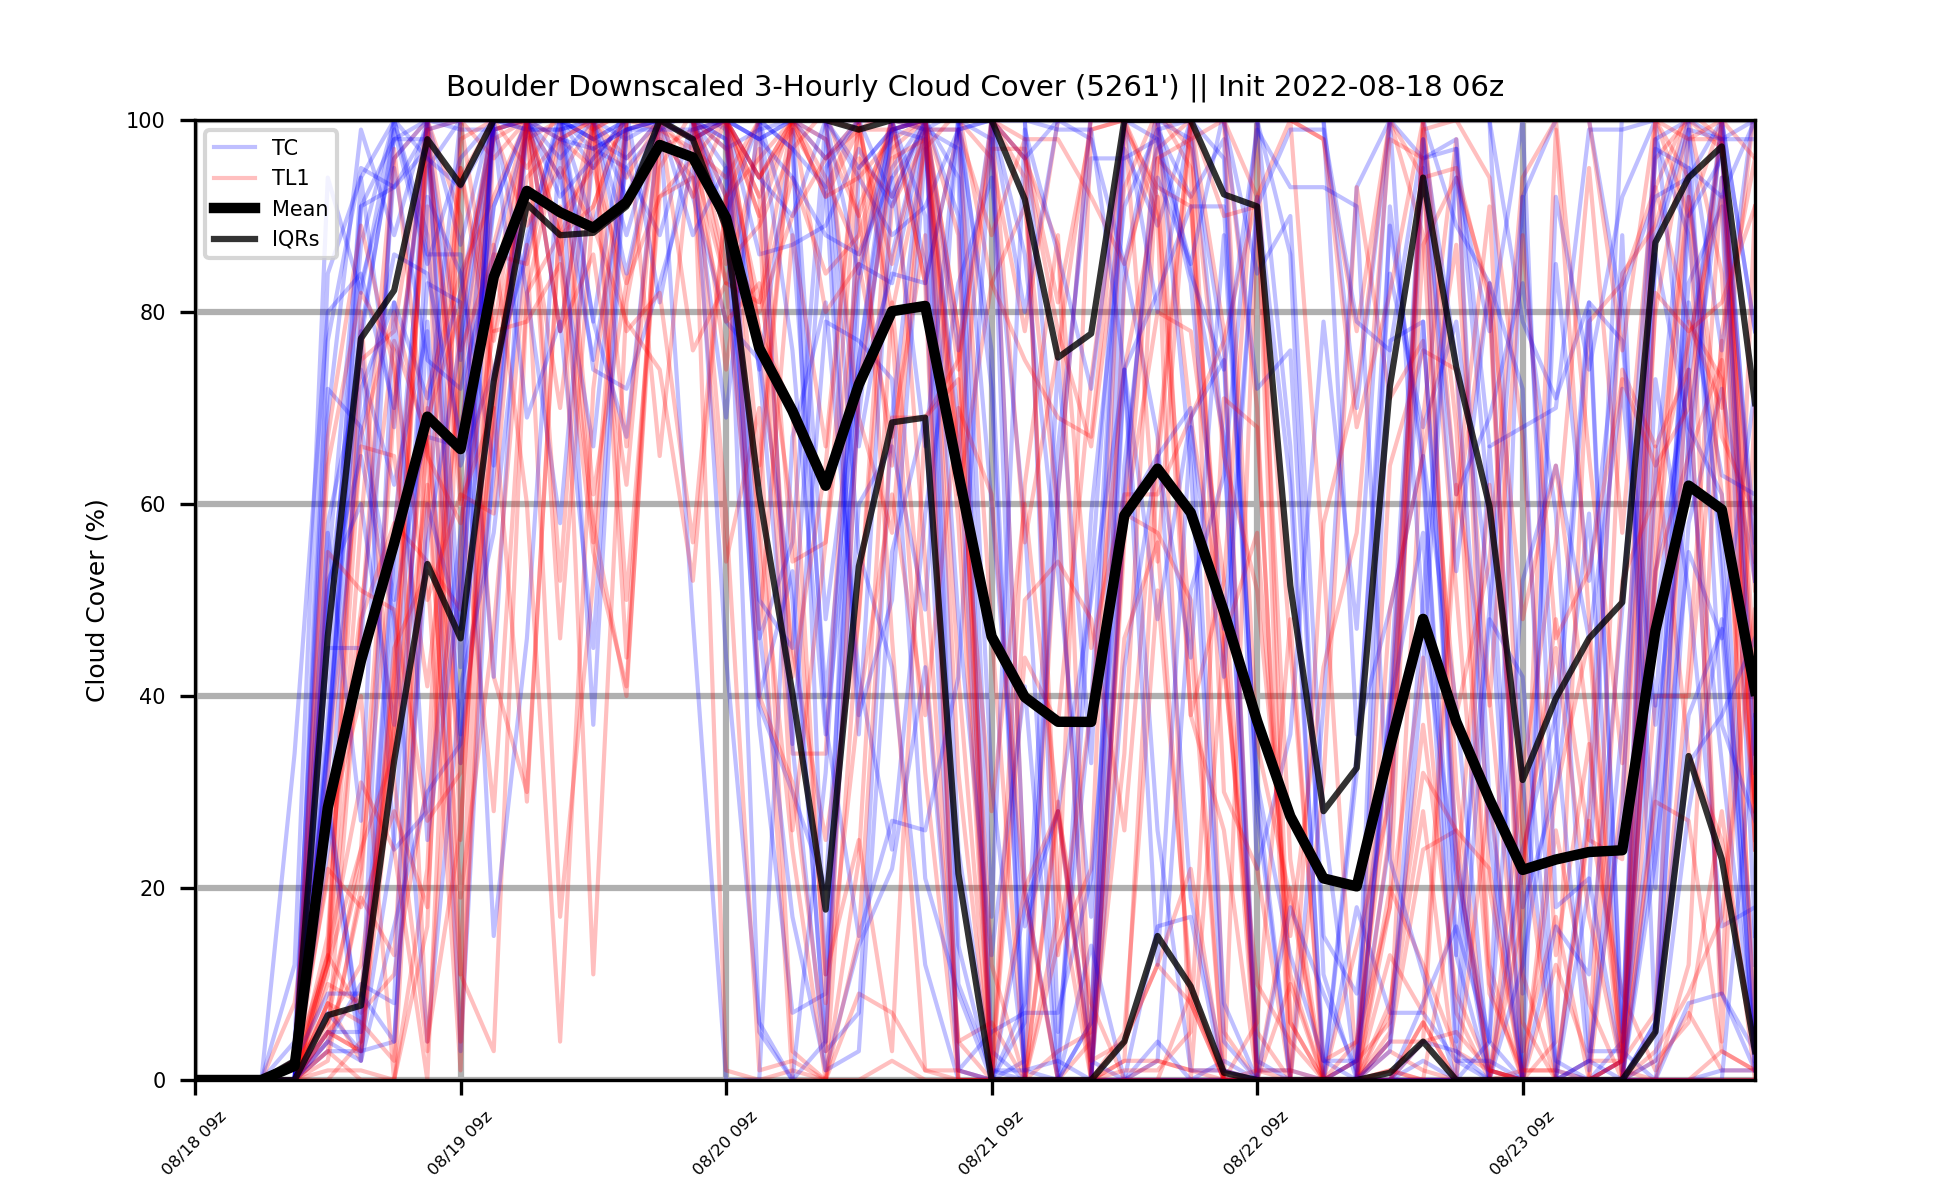 Boulder Downscaled 3-Hourly Cloud Cover (5261') || Init 2022-08-18 06z
TC
TL1
Mean
IQRs
Cloud Cover (%)
100
80
60
40
20
0
08/18 09z
08/19 09z
08/20 09z
08/21 09z
08/22 09z
08/23 09z